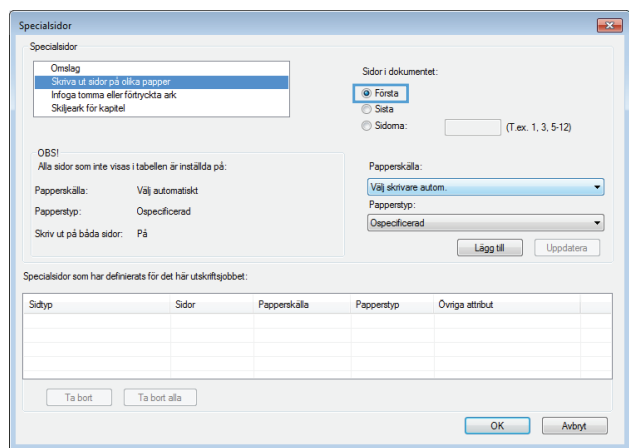 Specialsidor
Specialsidor
Omslag
Skriva ut sidor på olika papper
Infoga tomma eller förtryckta ark
Skiljeark för kapitel
Sidor i dokumentet:
Första
Sista
Sidorna:
(T.ex. 1, 3, 5-12)
OBS!
Alla sidor som inte visas i tabellen är inställda på:
Papperskälla: Välj automatiskt
Papperstyp: Ospecificerad
Skriv ut på båda sidor: På
Papperskälla:
Välj skrivare autom.
Papperstyp:
Ospecificerad
Lägg till Uppdatera
Specialsidor som har definierats för det här utskriftsjobbet:
Sidtyp Sidor Papperskälla Papperstyp Övriga attribut
Ta bort Ta bort alla
OK Avbryt